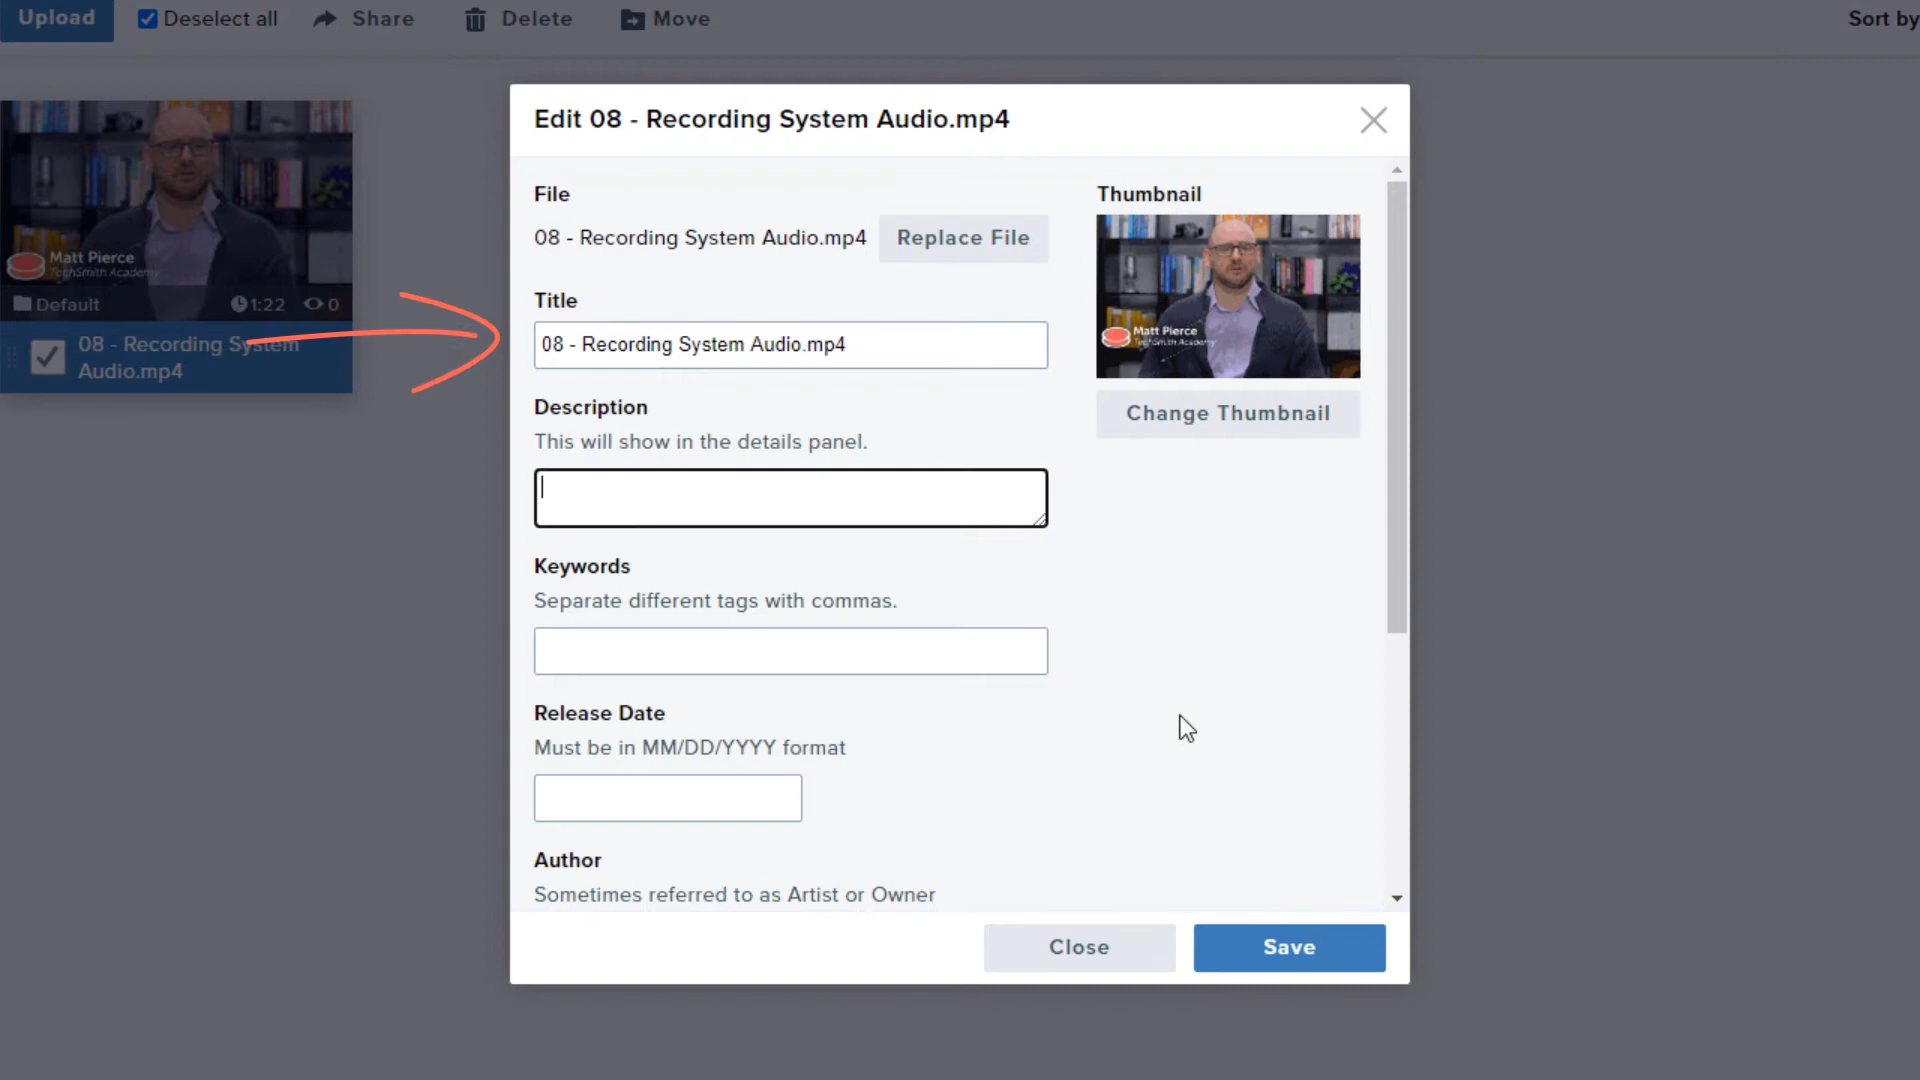 Upload Deselect all Share Delete Move Sort by
Matt Pierce
TechSmith Academy
Default 1:22 0
08 - Recording System
Audio.mp4
Edit 08 - Recording System Audio.mp4
File
08 - Recording System Audio.mp4 Replace File
Title
08 - Recording System Audio.mp4
Description
This will show in the details panel.
Keywords
Separate different tags with commas.
Release Date
Must be in MM/DD/YYYY format
Author
Sometimes referred to as Artist or Owner
Thumbnail
Matt Pierce
TechSmith Academy
Change Thumbnail
Close Save